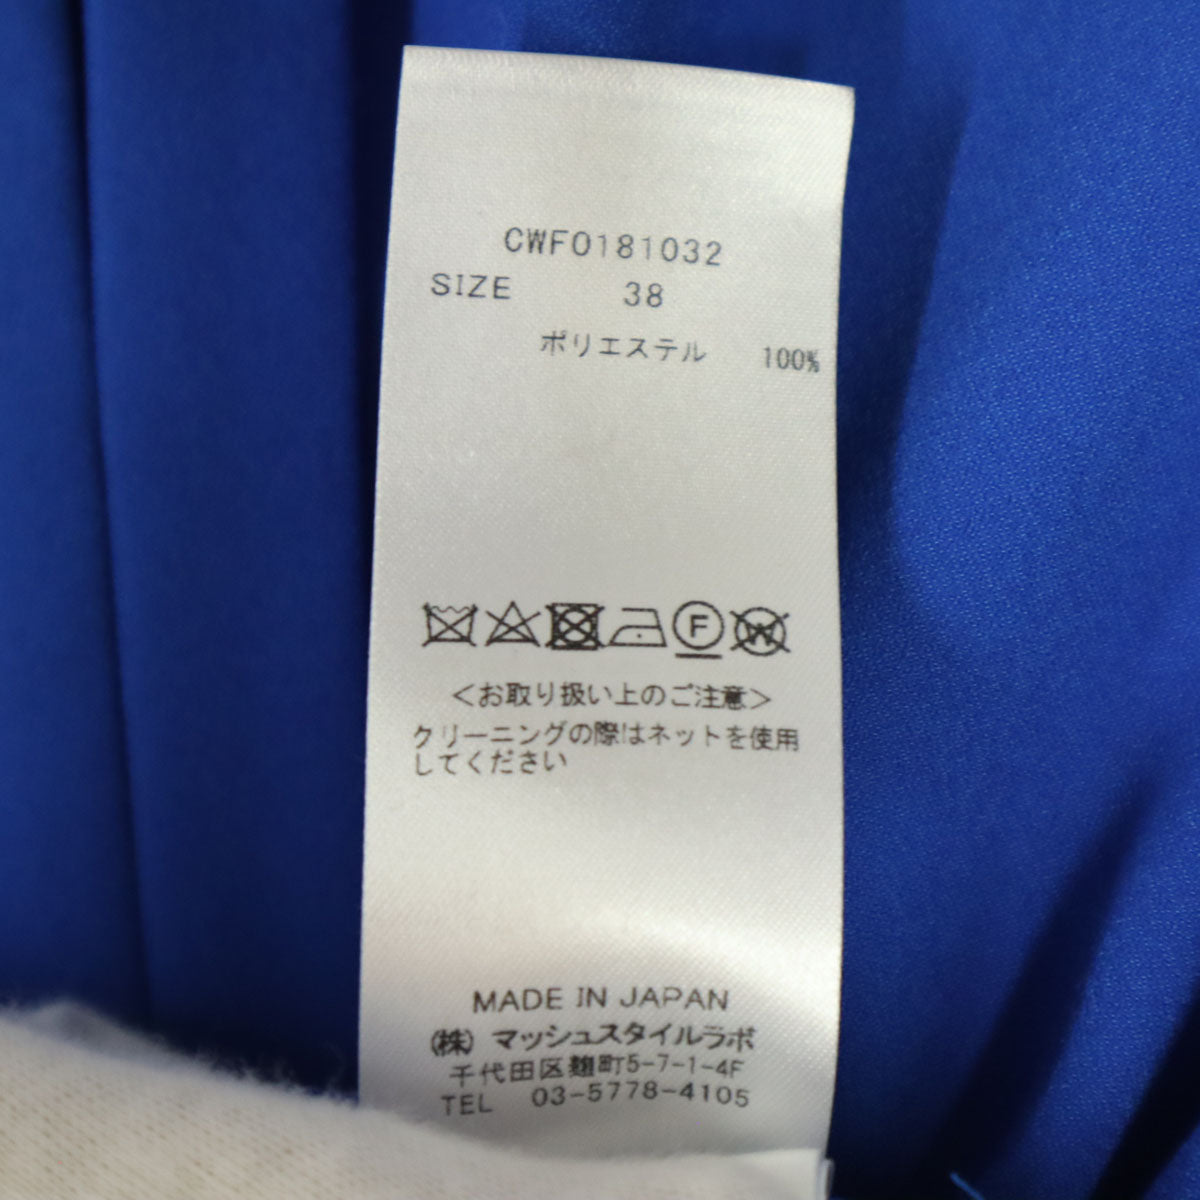 CWF0181032
SIZE 38
ポリエステル 100%
F W
＜お取り扱い上のご注意＞
クリーニングの際はネットを使用
してください
MADE IN JAPAN
(株) マッシュスタイルラボ
千代田区麹町5-7-1-4F
TEL 03-5778-4105